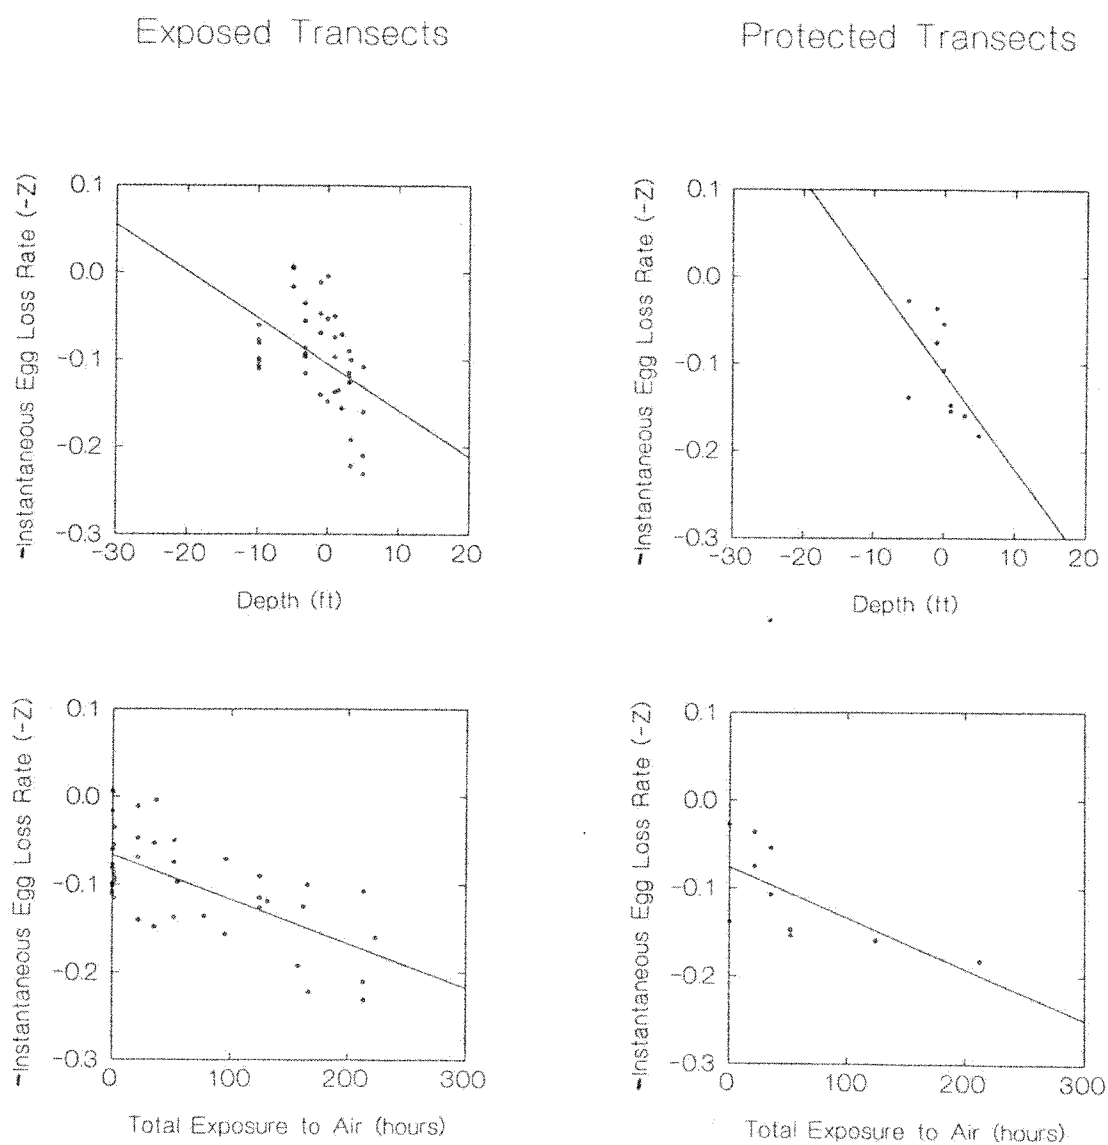 Exposed Transects
Protected Transects
-Instantaneous Egg Loss Rate (-Z)
0.1
0.0
-0.1
-0.2
-0.3
-30 -20 -10 0 10 20
Depth (ft)
-Instantaneous Egg Loss Rate (-Z)
0.1
0.0
-0.1
-0.2
-0.3
-30 -20 -10 0 10 20
Depth (ft)
-Instantaneous Egg Loss Rate (-Z)
0.1
0.0
-0.1
-0.2
-0.3
0 100 200 300
Total Exposure to Air (hours)
-Instantaneous Egg Loss Rate (-Z)
0.1
0.0
-0.1
-0.2
-0.3
0 100 200 300
Total Exposure to Air (hours)